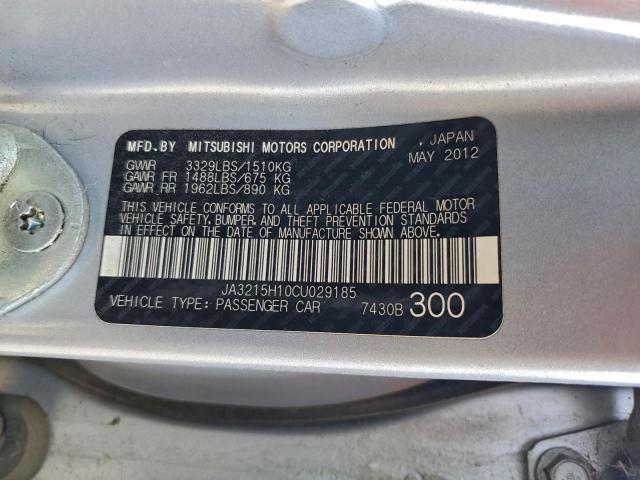 MFD.BY MITSUBISHI MOTORS CORPORATION , JAPAN
GVWR 3329LBS/1510KG MAY 2012
GAWR FR 1488LBS/675 KG
GAWR RR 1962LBS/890 KG
THIS VEHICLE CONFORMS TO ALL APPLICABLE FEDERAL MOTOR
VEHICLE SAFETY, BUMPER, AND THEFT PREVENTION STANDARDS
IN EFFECT ON THE DATE OF MANUFACTURE SHOWN ABOVE.
JA3215H10CU029185
VEHICLE TYPE: PASSENGER CAR 7430B 300